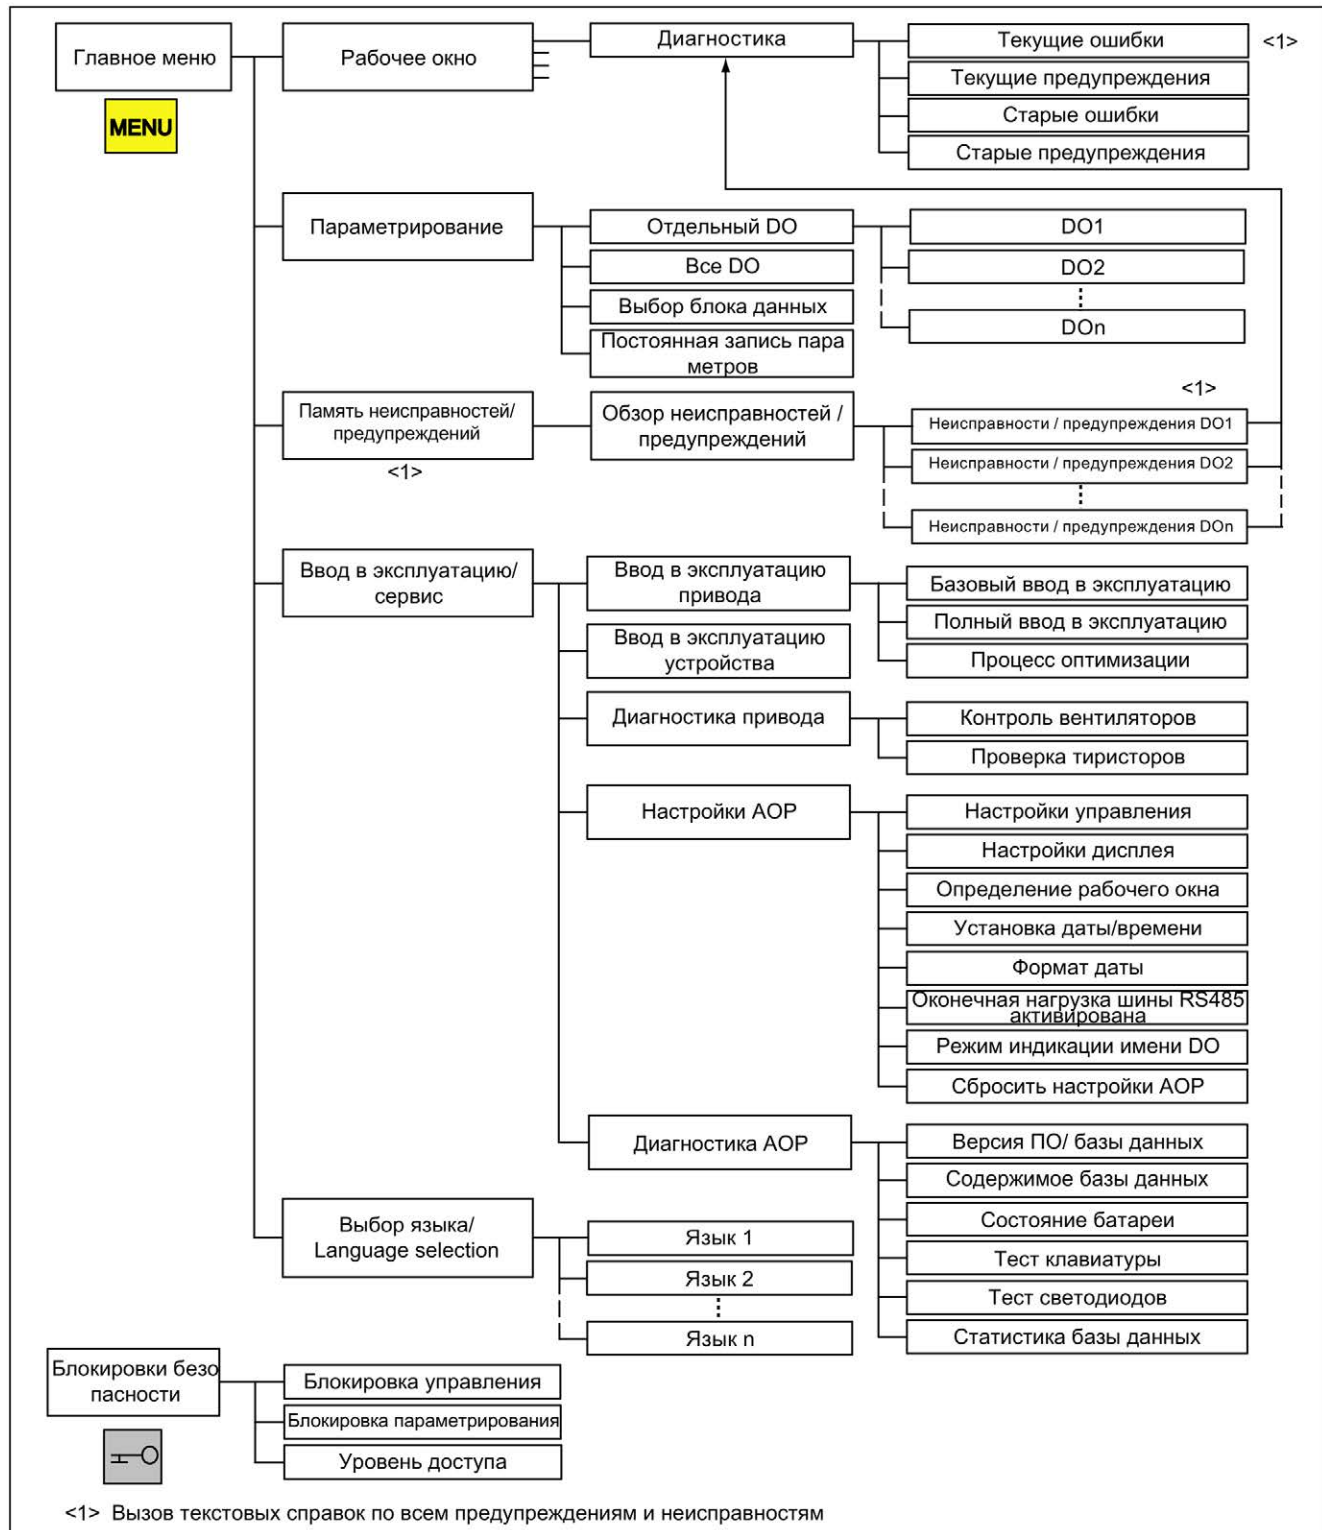 Главное меню
MENU
Рабочее окно
Диагностика
Текущие ошибки
<1>
Текущие предупреждения
Старые ошибки
Старые предупреждения
Параметрирование
Отдельный DO
DO1
Все DO
DO2
Выбор блока данных
DOn
Постоянная запись пара
метров
Память неисправностей/
предупреждений
<1>
Обзор неисправностей /
предупреждений
<1>
Неисправности / предупреждения DO1
Неисправности / предупреждения DO2
Неисправности / предупреждения DOn
Ввод в эксплуатацию/
сервис
Ввод в эксплуатацию
привода
Базовый ввод в эксплуатацию
Полный ввод в эксплуатацию
Процесс оптимизации
Ввод в эксплуатацию
устройства
Диагностика привода
Контроль вентиляторов
Проверка тиристоров
Настройки AOP
Настройки управления
Настройки дисплея
Определение рабочего окна
Установка даты/времени
Формат даты
Оконечная нагрузка шины RS485
активирована
Режим индикации имени DO
Сбросить настройки AOP
Диагностика AOP
Версия ПО/ базы данных
Содержимое базы данных
Состояние батареи
Тест клавиатуры
Тест светодиодов
Статистика базы данных
Выбор языка/
Language selection
Язык 1
Язык 2
Язык n
Блокировки безо
пасности
Блокировка управления
Блокировка параметрирования
Уровень доступа
<1> Вызов текстовых справок по всем предупреждениям и неисправностям